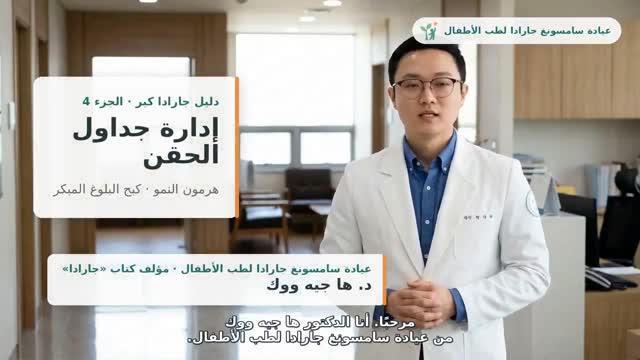 عيادة سامسونغ جارادا لطب الأطفال
دليل جارادا كير · الجزء 4
إدارة جداول
الحقن
هرمون النمو · كبح البلوغ المبكر
عيادة سامسونغ جارادا لطب الأطفال · مؤلف كتاب «جارادا»
د. ها جيه ووك
مرحبًا، أنا الدكتور ها جيه ووك
من عيادة سامسونغ جارادا لطب الأطفال.